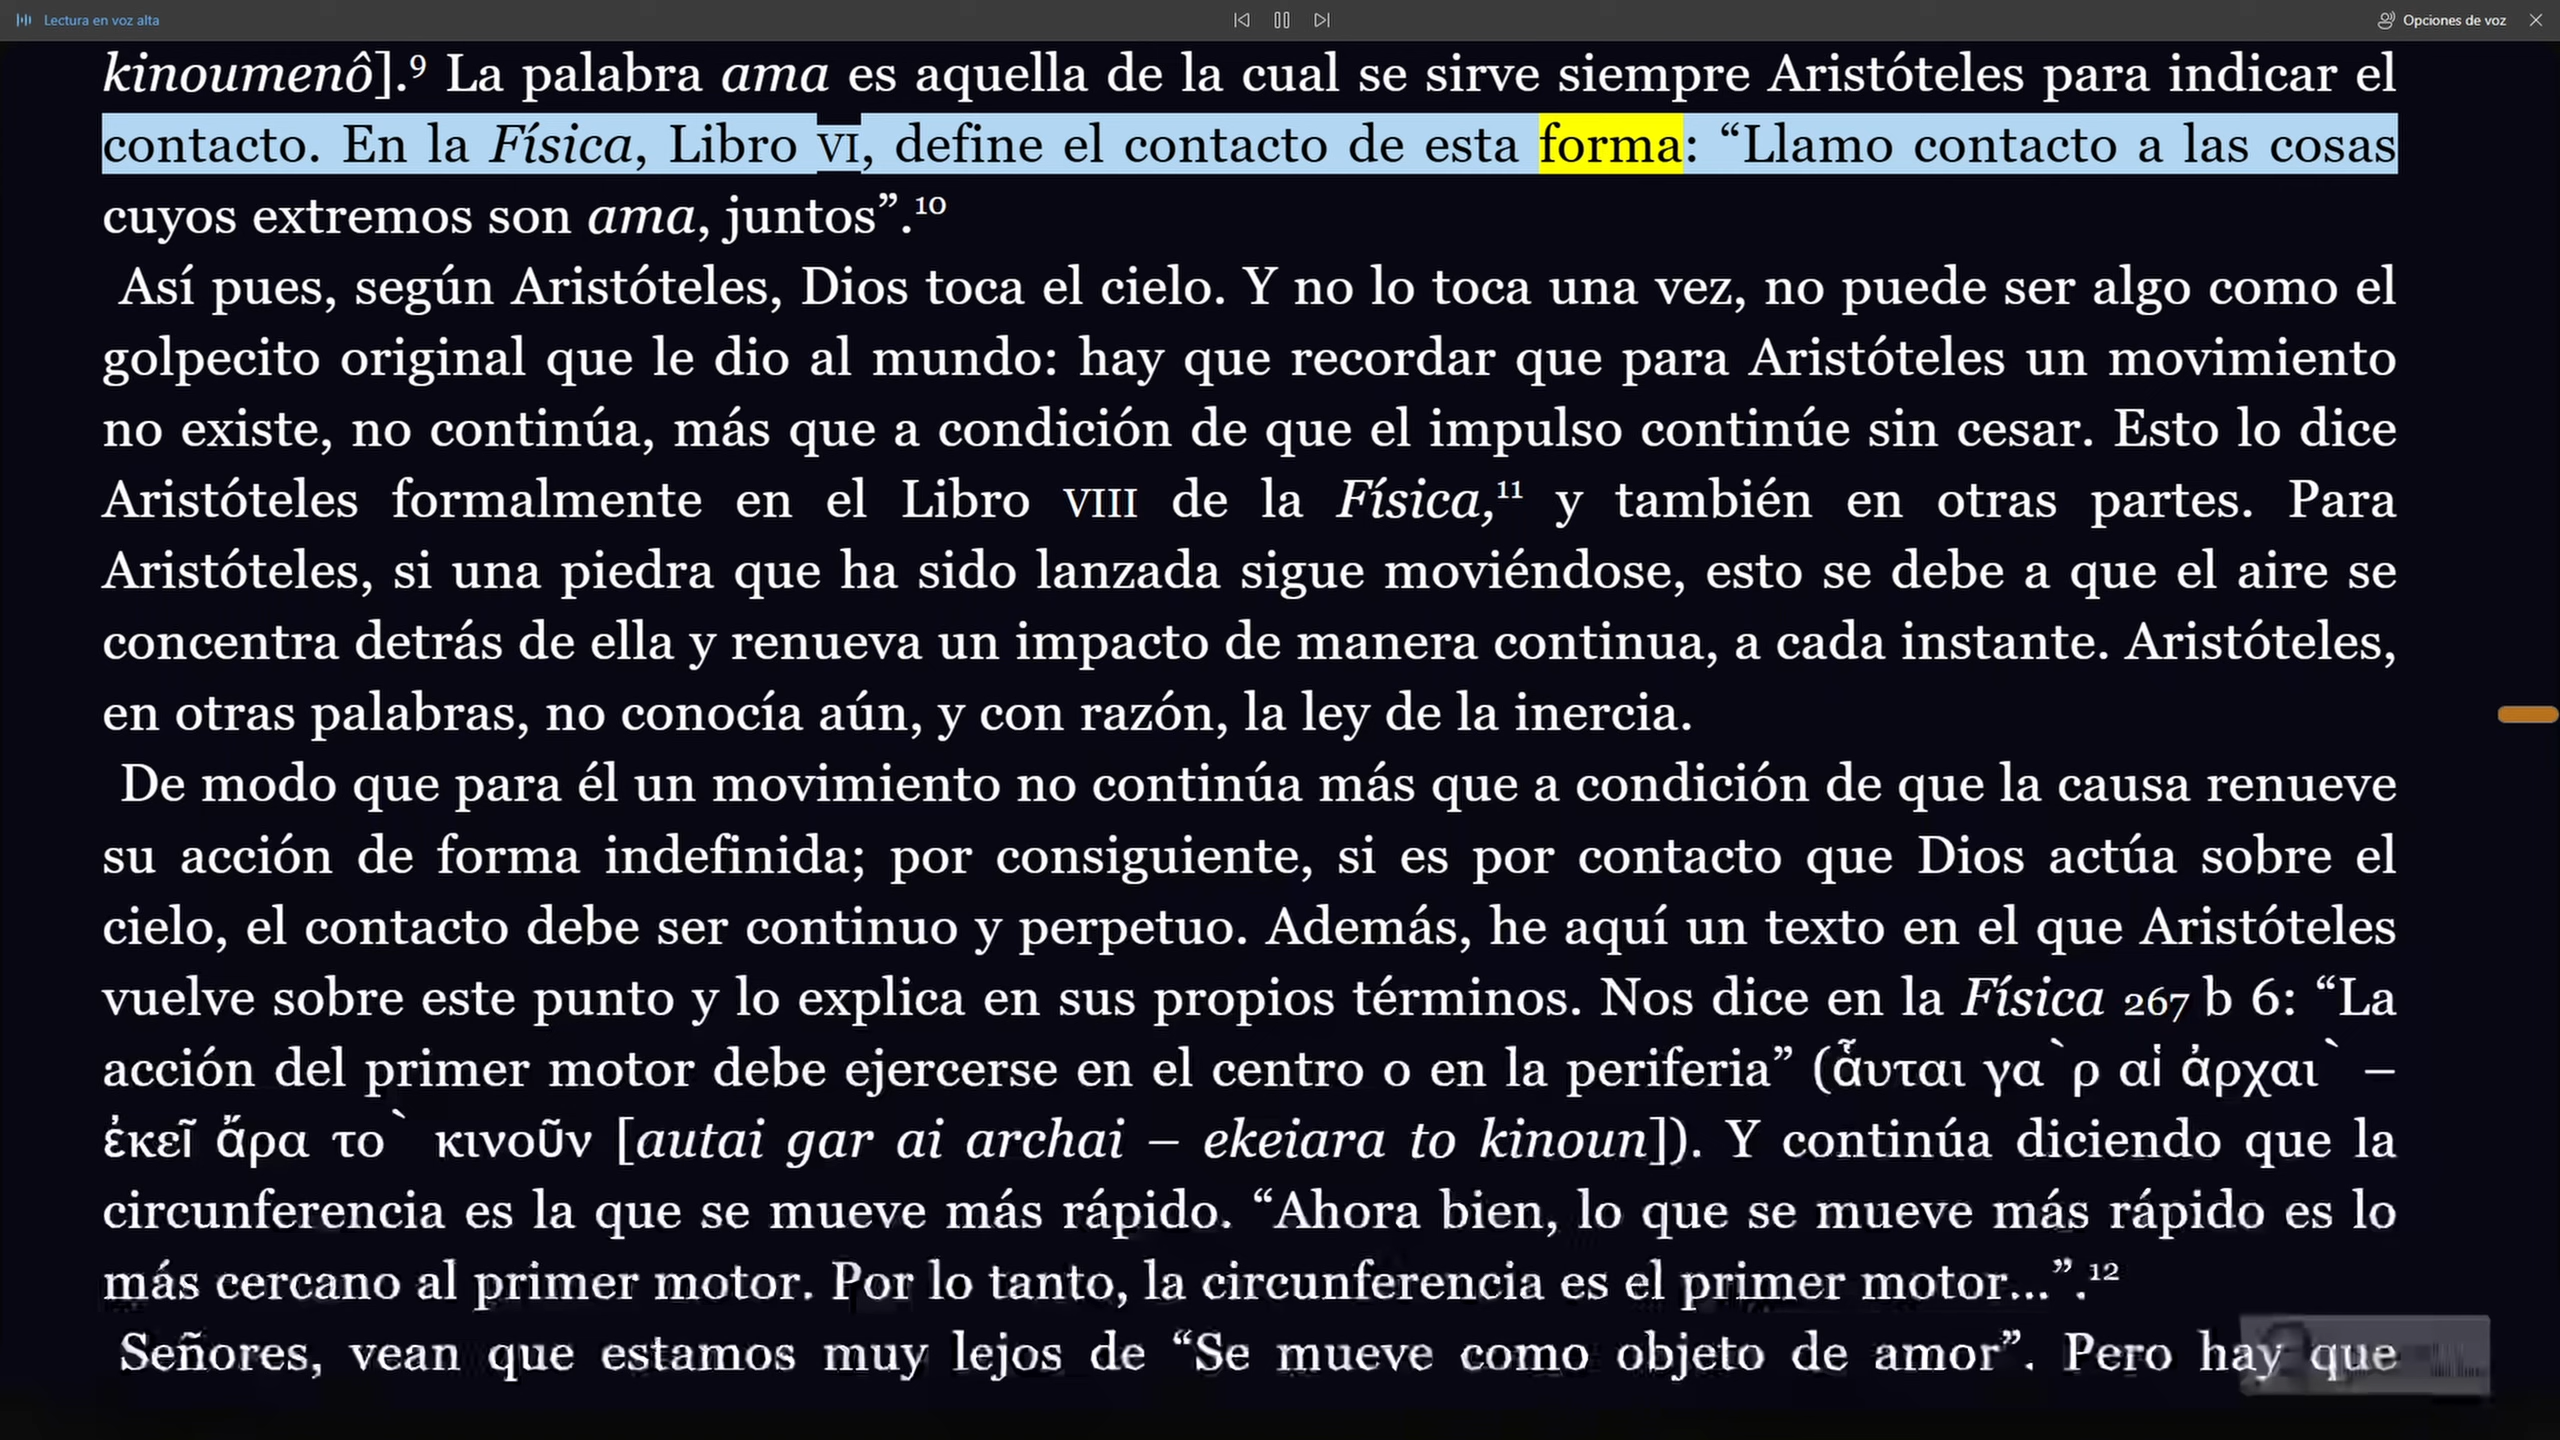 Lectura en voz alta
Opciones de voz
kinoumenô].⁹ La palabra ama es aquella de la cual se sirve siempre Aristóteles para indicar el
contacto. En la Física, Libro VI, define el contacto de esta forma: “Llamo contacto a las cosas
cuyos extremos son ama, juntos”.¹⁰
Así pues, según Aristóteles, Dios toca el cielo. Y no lo toca una vez, no puede ser algo como el
golpecito original que le dio al mundo: hay que recordar que para Aristóteles un movimiento
no existe, no continúa, más que a condición de que el impulso continúe sin cesar. Esto lo dice
Aristóteles formalmente en el Libro VIII de la Física,¹¹ y también en otras partes. Para
Aristóteles, si una piedra que ha sido lanzada sigue moviéndose, esto se debe a que el aire se
concentra detrás de ella y renueva un impacto de manera continua, a cada instante. Aristóteles,
en otras palabras, no conocía aún, y con razón, la ley de la inercia.
De modo que para él un movimiento no continúa más que a condición de que la causa renueve
su acción de forma indefinida; por consiguiente, si es por contacto que Dios actúa sobre el
cielo, el contacto debe ser continuo y perpetuo. Además, he aquí un texto en el que Aristóteles
vuelve sobre este punto y lo explica en sus propios términos. Nos dice en la Física 267 b 6: “La
acción del primer motor debe ejercerse en el centro o en la periferia” (ἆυται γα`ρ αἱ ἀρχαι` –
ἐκεῖ ἄρα το` κινοῦν [autai gar ai archai – ekeiara to kinoun]). Y continúa diciendo que la
circunferencia es la que se mueve más rápido. “Ahora bien, lo que se mueve más rápido es lo
más cercano al primer motor. Por lo tanto, la circunferencia es el primer motor...”.¹²
Señores, vean que estamos muy lejos de “Se mueve como objeto de amor”. Pero hay que